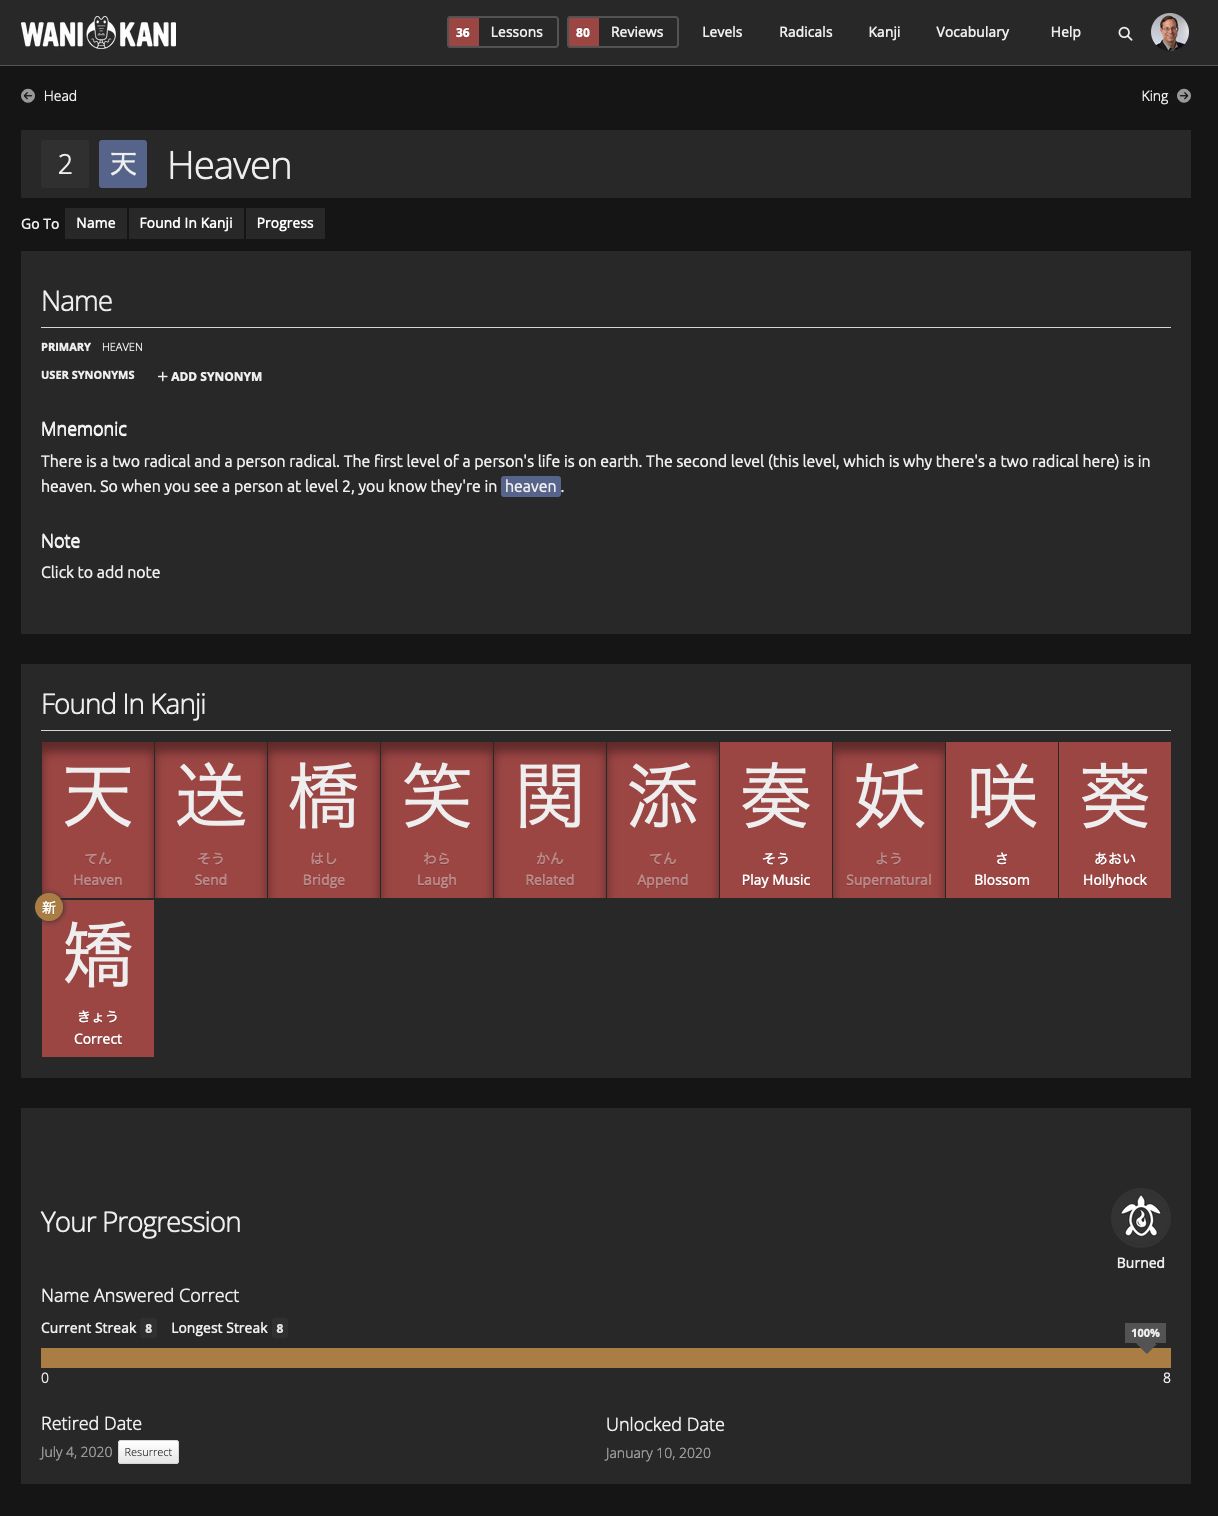 WANI KANI
36 Lessons
80 Reviews
Levels
Radicals
Kanji
Vocabulary
Help
Head
King
2 天 Heaven
Go To Name Found In Kanji Progress
Name
PRIMARY HEAVEN
USER SYNONYMS + ADD SYNONYM
Mnemonic
There is a two radical and a person radical. The first level of a person's life is on earth. The second level (this level, which is why there's a two radical here) is in
heaven. So when you see a person at level 2, you know they're in heaven.
Note
Click to add note
Found In Kanji
天 送 橋 笑 関 添 奏 妖 咲 葵
てん そう はし わら かん てん そう よう さ あおい
Heaven Send Bridge Laugh Related Append Play Music Supernatural Blossom Hollyhock
新
矯
きょう
Correct
Your Progression
Burned
Name Answered Correct
Current Streak 8 Longest Streak 8
100%
0 8
Retired Date
July 4, 2020 Resurrect
Unlocked Date
January 10, 2020